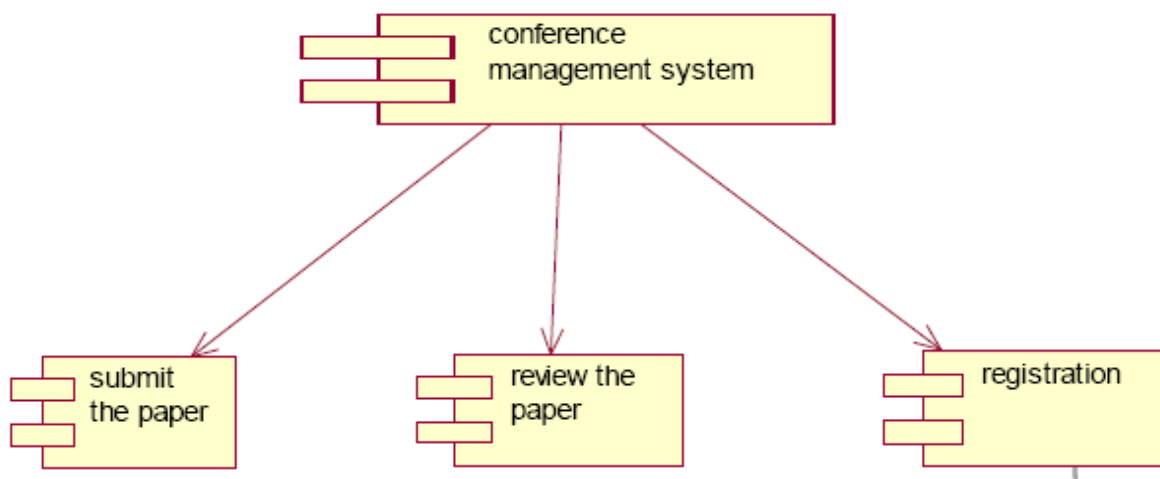 conference
management system
submit
the paper
review the
paper
registration